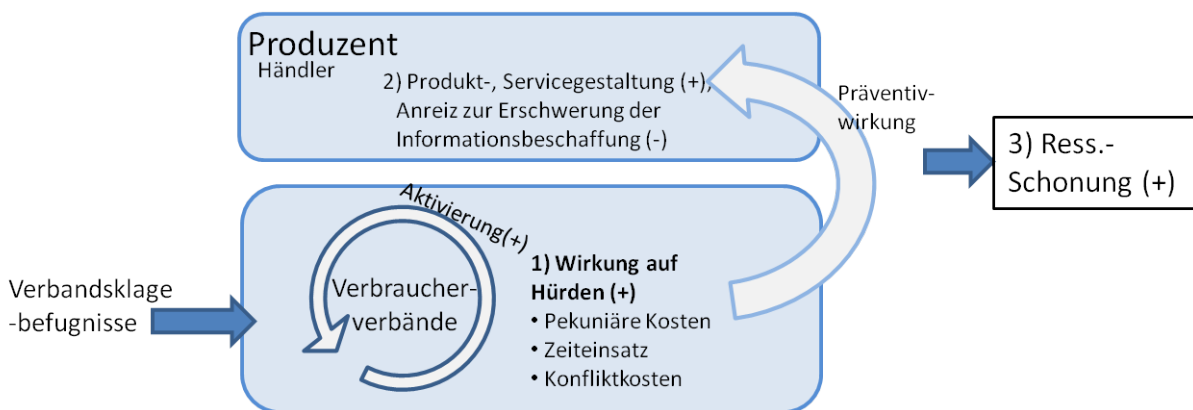 Produzent
Händler
2) Produkt-, Servicegestaltung (+),
Anreiz zur Erschwerung der
Informationsbeschaffung (-)
Präventiv-
wirkung
3) Ress.-
Schonung (+)
Aktivierung(+)
Verbandsklage
-befugnisse
Verbraucher-
verbände
1) Wirkung auf
Hürden (+)
• Pekuniäre Kosten
• Zeiteinsatz
• Konfliktkosten